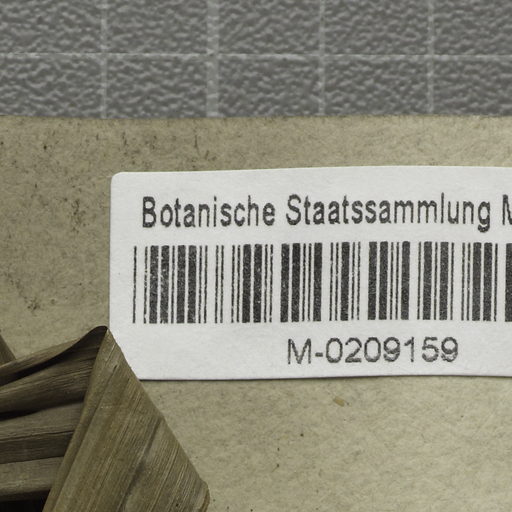 Botanische Staatssammlung
M-0209159